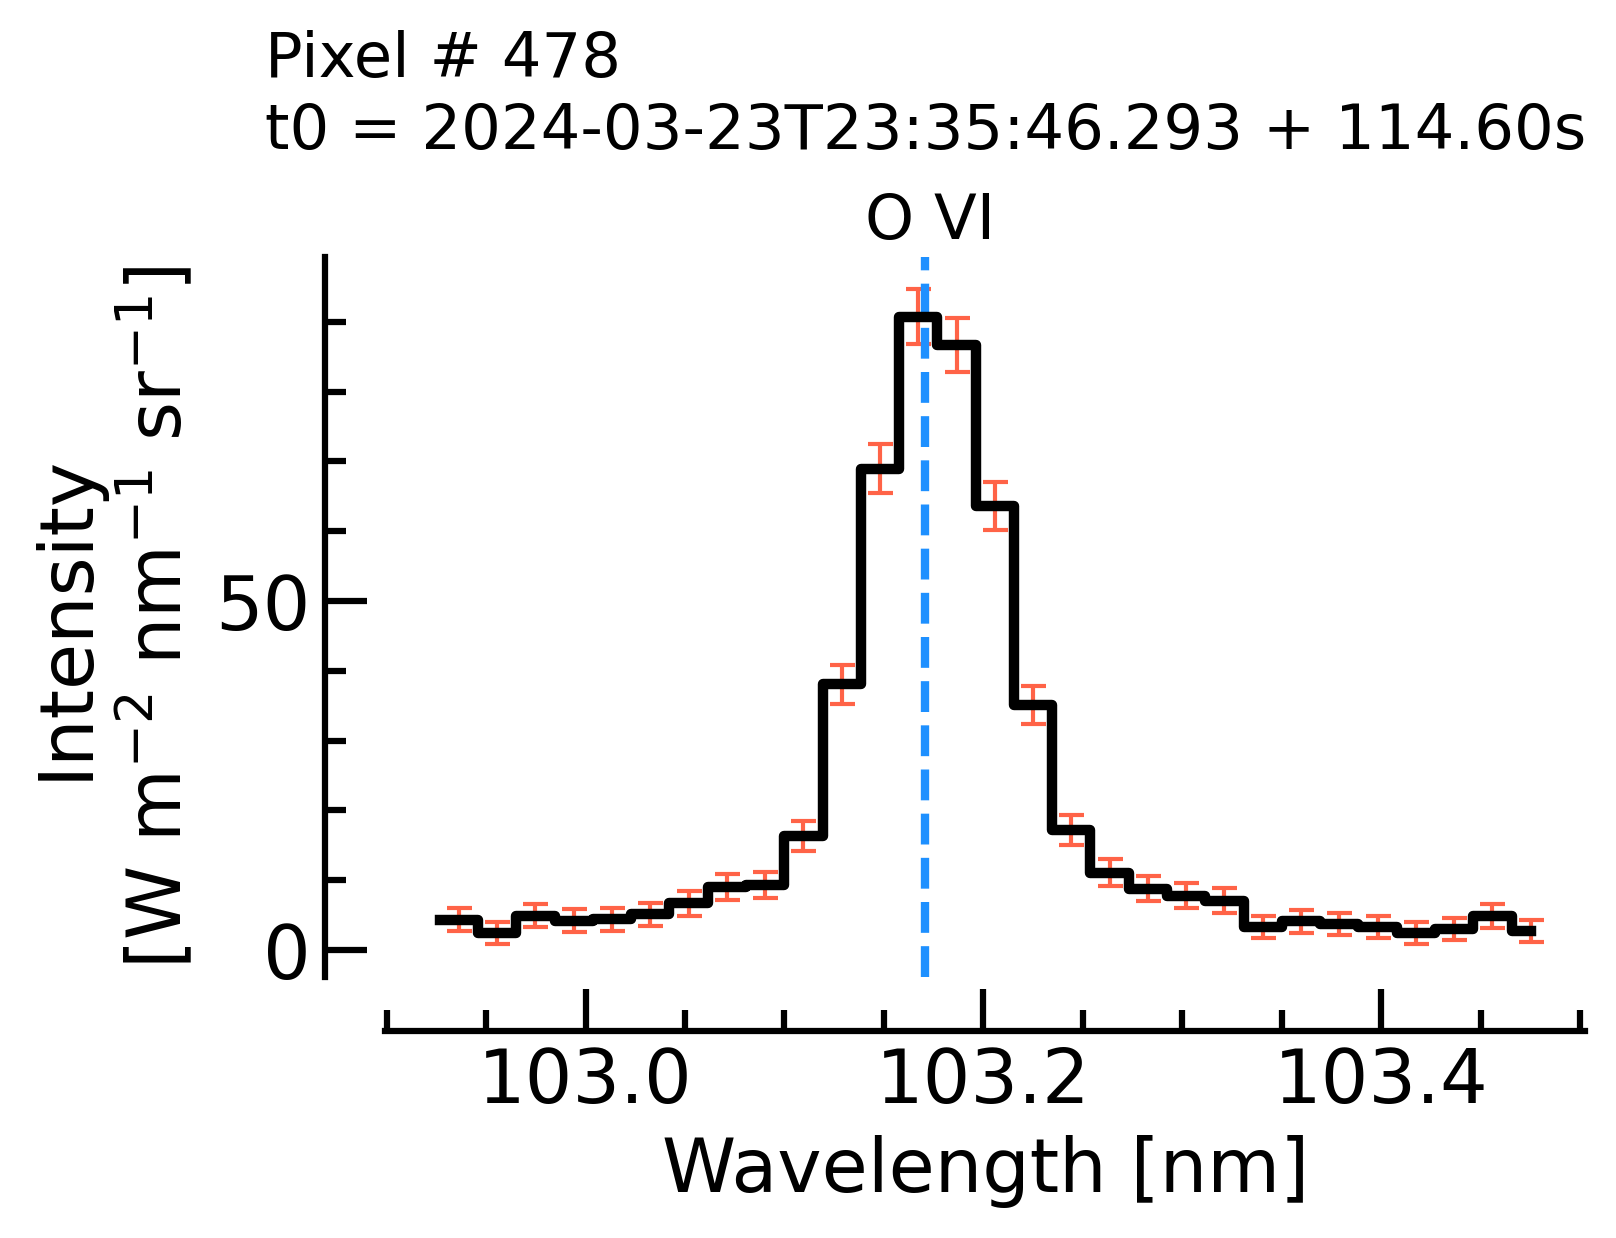 Pixel # 478
t0 = 2024-03-23T23:35:46.293 + 114.60s
O VI
Intensity
[W m⁻² nm⁻¹ sr⁻¹]
50
0
103.0 103.2 103.4
Wavelength [nm]